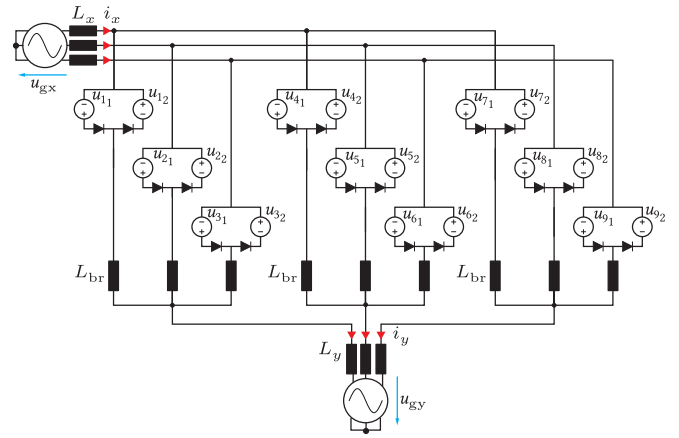 L_x i_x
u_gx
u_1₁ u_1₂ u_4₁ u_4₂ u_7₁ u_7₂
u_2₁ u_2₂ u_5₁ u_5₂ u_8₁ u_8₂
u_3₁ u_3₂ u_6₁ u_6₂ u_9₁ u_9₂
L_br L_br L_br
L_y i_y
u_gy